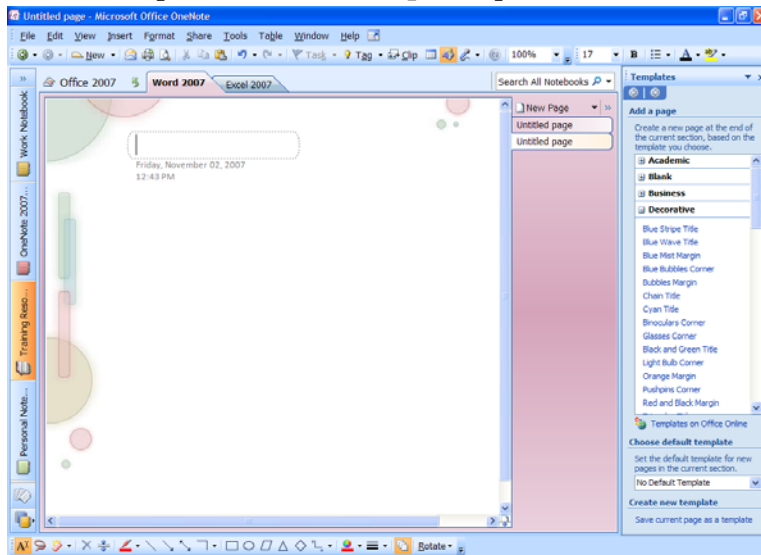 Untitled page - Microsoft Office OneNote
File Edit View Insert Format Share Tools Table Window Help
New Task Tag Clip 100% 17 B A
Office 2007 Word 2007 Excel 2007 Search All Notebooks
Work Notebook
OneNote 2007...
Training Reso...
Personal Note...
Friday, November 02, 2007
12:43 PM
New Page
Untitled page
Untitled page
Templates
Add a page
Create a new page at the end of
the current section, based on the
template you choose.
Academic
Blank
Business
Decorative
Blue Stripe Title
Blue Wave Title
Blue Mist Margin
Blue Bubbles Corner
Bubbles Margin
Chain Title
Cyan Title
Binoculars Corner
Glasses Corner
Black and Green Title
Light Bulb Corner
Orange Margin
Pushpins Corner
Red and Black Margin
Templates on Office Online
Choose default template
Set the default template for new
pages in the current section.
No Default Template
Create new template
Save current page as a template
Rotate